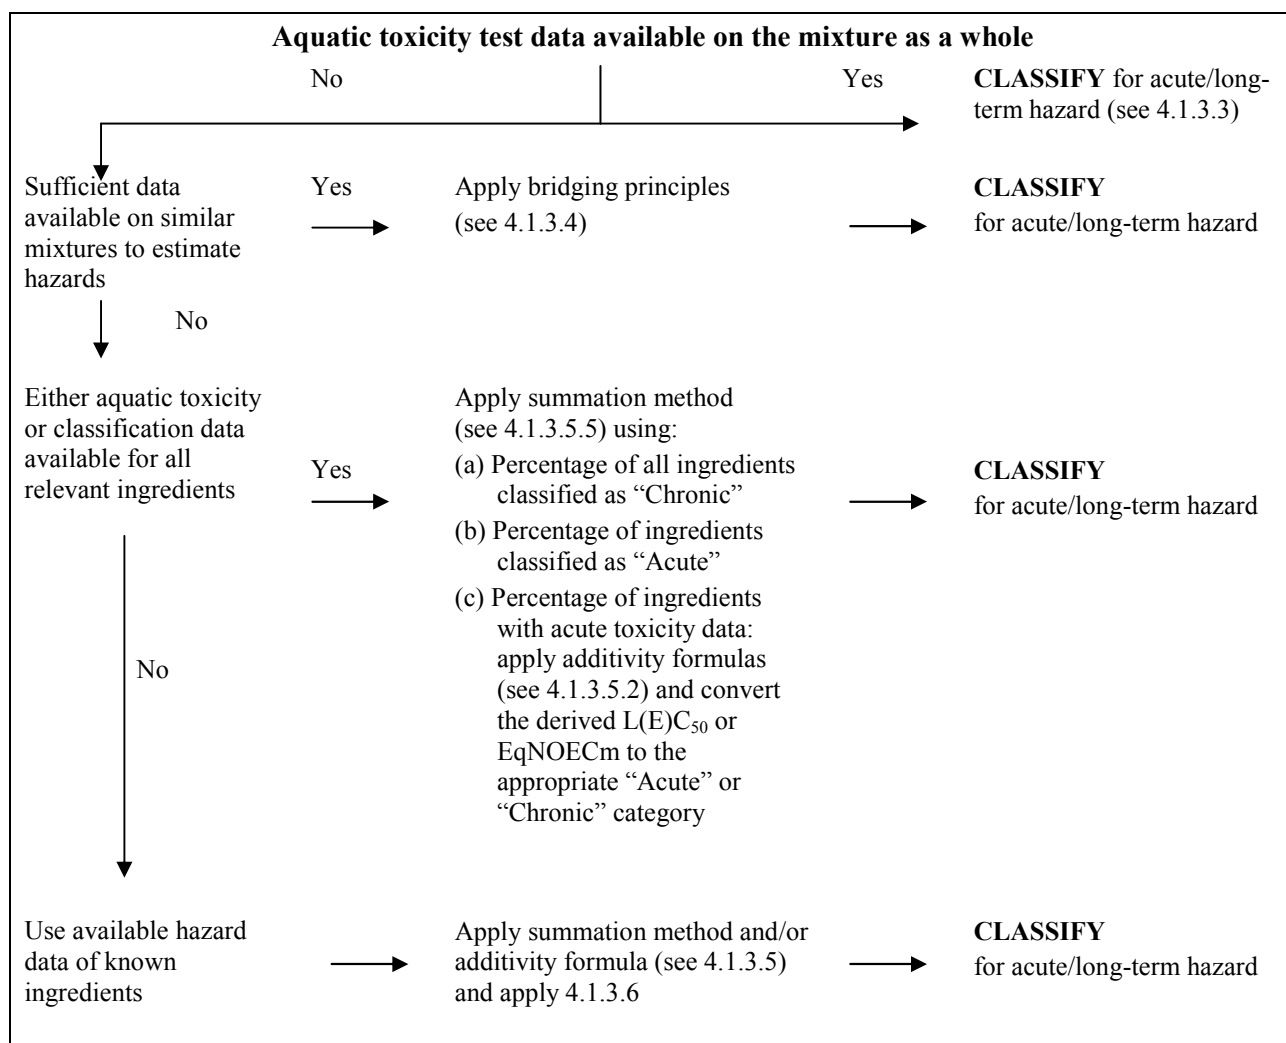 Aquatic toxicity test data available on the mixture as a whole
No
Yes
CLASSIFY for acute/long-
term hazard (see 4.1.3.3)
Sufficient data
available on similar
mixtures to estimate
hazards
Yes
Apply bridging principles
(see 4.1.3.4)
CLASSIFY
for acute/long-term hazard
No
Either aquatic toxicity
or classification data
available for all
relevant ingredients
Yes
Apply summation method
(see 4.1.3.5.5) using:
(a) Percentage of all ingredients
classified as “Chronic”
(b) Percentage of ingredients
classified as “Acute”
(c) Percentage of ingredients
with acute toxicity data:
apply additivity formulas
(see 4.1.3.5.2) and convert
the derived L(E)C₅₀ or
EqNOECm to the
appropriate “Acute” or
“Chronic” category
CLASSIFY
for acute/long-term hazard
No
Use available hazard
data of known
ingredients
Apply summation method and/or
additivity formula (see 4.1.3.5)
and apply 4.1.3.6
CLASSIFY
for acute/long-term hazard